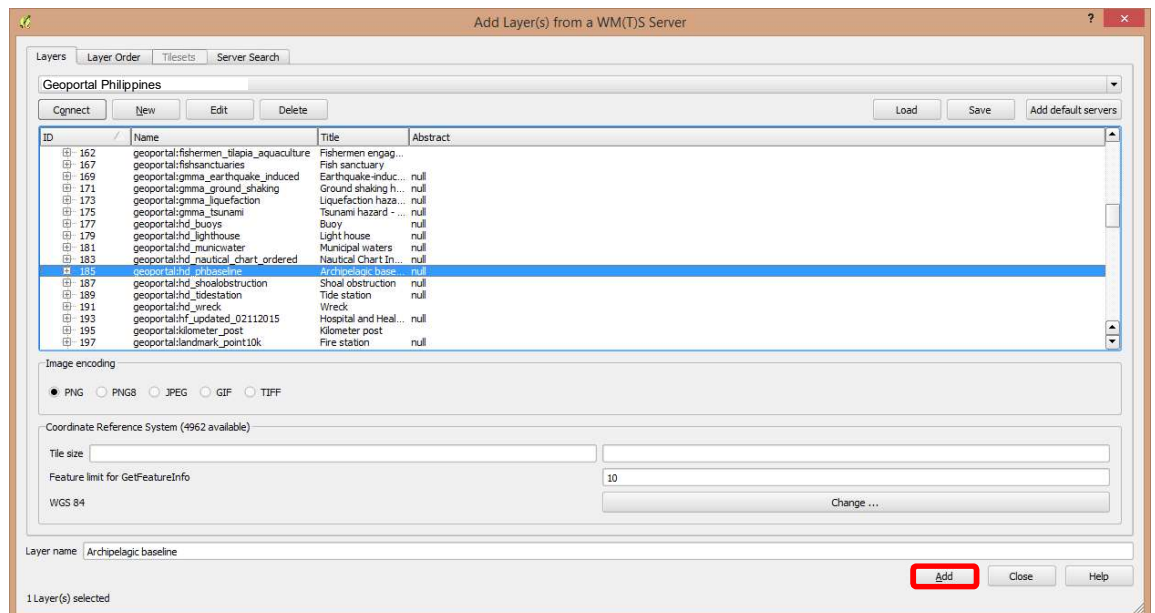 Add Layer(s) from a WM(T)S Server
? ×
Layers Layer Order Tilesets Server Search
Geoportal Philippines
Connect New Edit Delete Load Save Add default servers
ID Name Title Abstract
162 geoportal:fishermen_tilapia_aquaculture Fishermen engag...
167 geoportal:fishsanctuaries Fish sanctuary
169 geoportal:gmma_earthquake_induced Earthquake-induc... null
171 geoportal:gmma_ground_shaking Ground shaking h... null
173 geoportal:gmma_liquefaction Liquefaction haza... null
175 geoportal:gmma_tsunami Tsunami hazard - ... null
177 geoportal:hd_buoys Buoy null
179 geoportal:hd_lighthouse Light house null
181 geoportal:hd_municwater Municipal waters null
183 geoportal:hd_nautical_chart_ordered Nautical Chart In... null
185 geoportal:hd_phbaseline Archipelagic base... null
187 geoportal:hd_shoalobstruction Shoal obstruction null
189 geoportal:hd_tidestation Tide station null
191 geoportal:hd_wreck Wreck
193 geoportal:hf_updated_02112015 Hospital and Heal... null
195 geoportal:kilometer_post Kilometer post
197 geoportal:landmark_point10k Fire station null
Image encoding
PNG PNG8 JPEG GIF TIFF
Coordinate Reference System (4962 available)
Tile size
Feature limit for GetFeatureInfo 10
WGS 84 Change ...
Layer name Archipelagic baseline
Add Close Help
1 Layer(s) selected